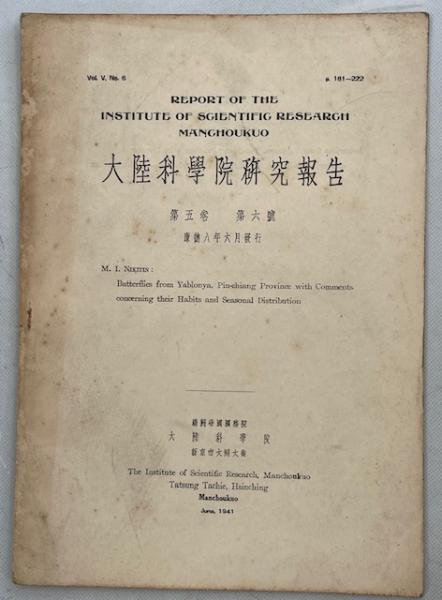 Vol. V, No. 6
p. 181—222
REPORT OF THE
INSTITUTE OF SCIENTIFIC RESEARCH
MANCHOUKUO
大陸科學院硏究報告
第五卷 第六號
康德八年六月發行
M. I. NIKITIN:
Butterflies from Yablonya, Pin-chiang Province with Comments
concerning their Habits and Seasonal Distribution
大陸科學院
The Institute of Scientific Research, Manchoukuo
Tatsung Tachie, Hsinching
Manchoukuo
June, 1941